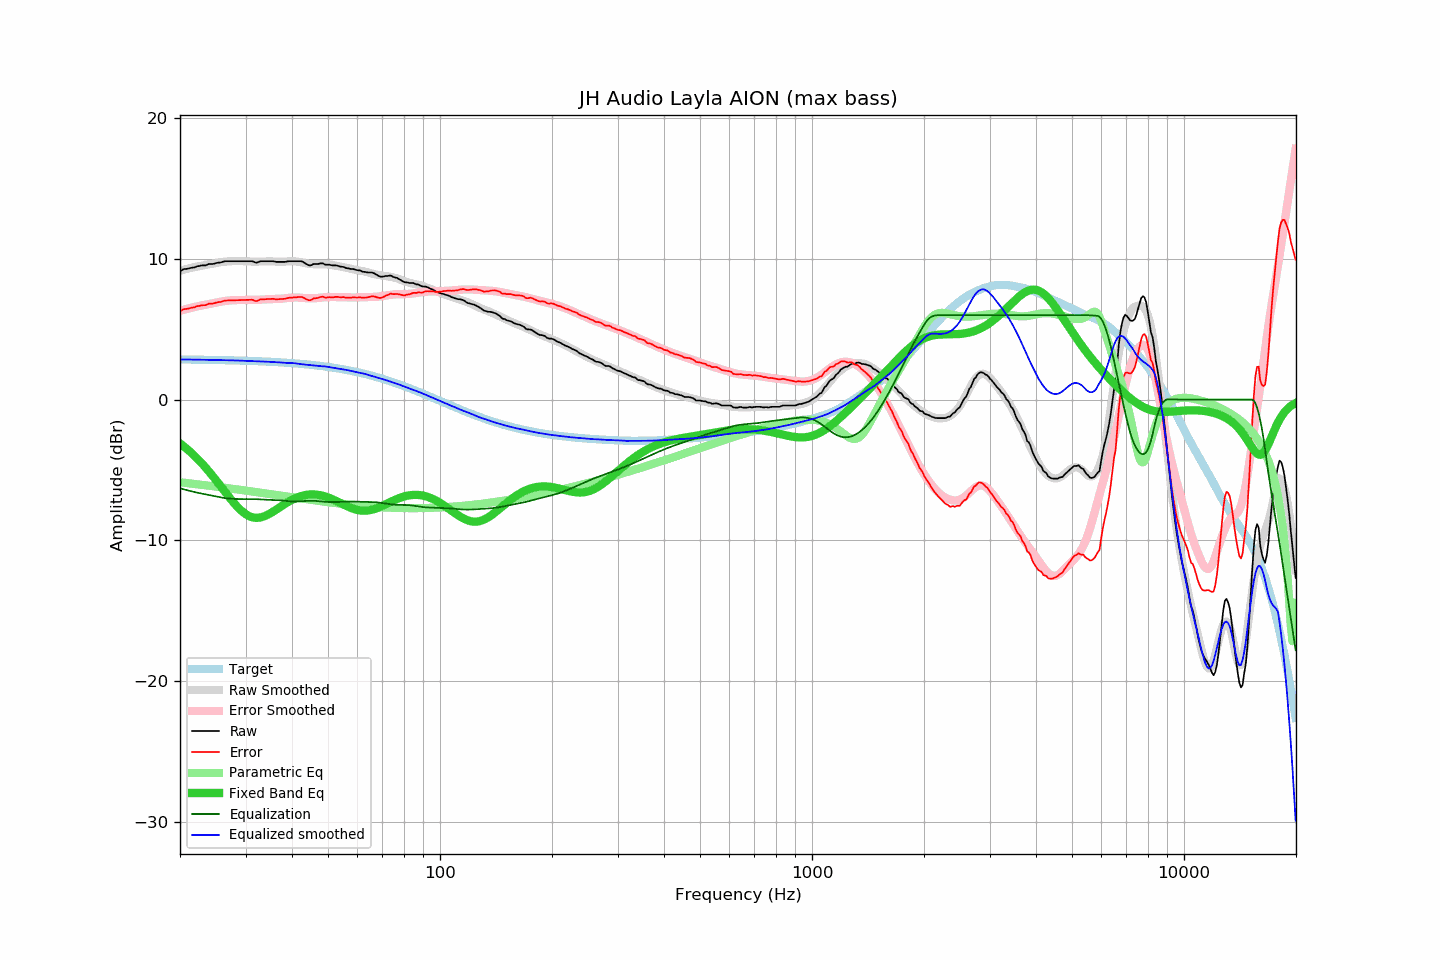 JH Audio Layla AION (max bass)
20
10
0
−10
−20
−30
Amplitude (dBr)
Target
Raw Smoothed
Error Smoothed
Raw
Error
Parametric Eq
Fixed Band Eq
Equalization
Equalized smoothed
100
1000
10000
Frequency (Hz)